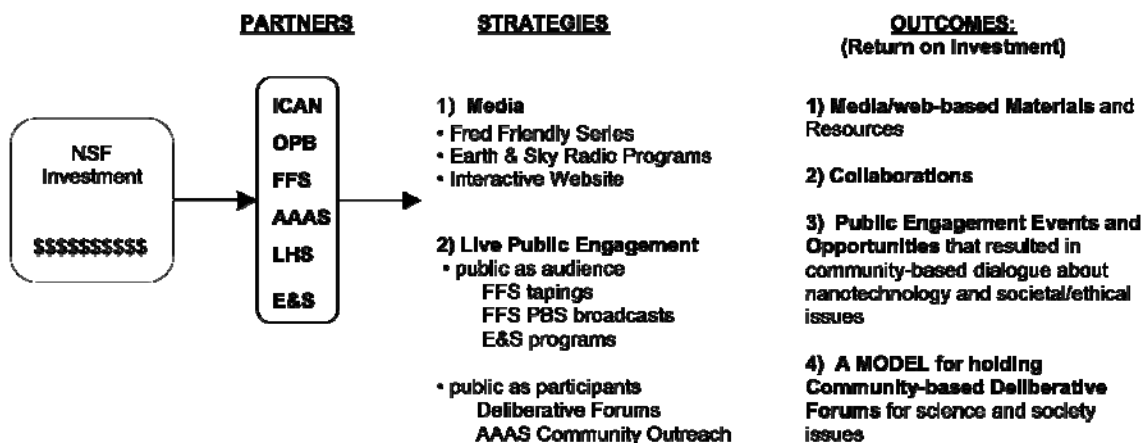 PARTNERS
STRATEGIES
OUTCOMES:
(Return on Investment)
NSF
Investment
$$$$$$$$$$
ICAN
OPB
FFS
AAAS
LHS
E&S
1) Media
• Fred Friendly Series
• Earth & Sky Radio Programs
• Interactive Website
2) Live Public Engagement
• public as audience
FFS tapings
FFS PBS broadcasts
E&S programs
• public as participants
Deliberative Forums
AAAS Community Outreach
1) Media/web-based Materials and
Resources
2) Collaborations
3) Public Engagement Events and
Opportunities that resulted in
community-based dialogue about
nanotechnology and societal/ethical
issues
4) A MODEL for holding
Community-based Deliberative
Forums for science and society
issues